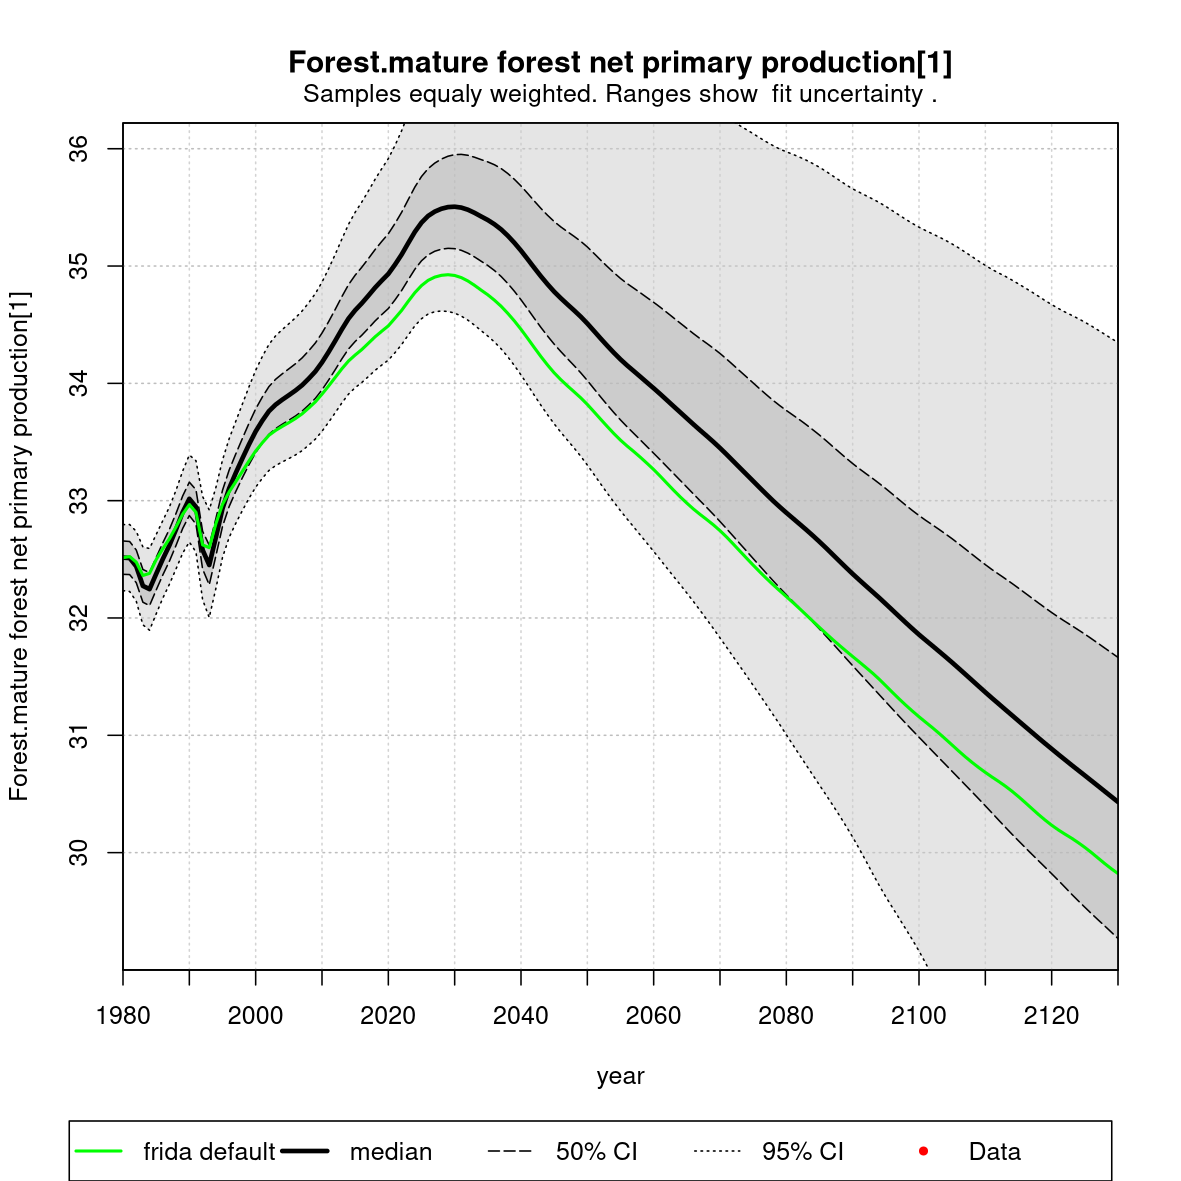 Forest.mature forest net primary production[1]
Samples equaly weighted. Ranges show  fit uncertainty .
Forest.mature forest net primary production[1]
36
35
34
33
32
31
30
1980 2000 2020 2040 2060 2080 2100 2120
year
frida default median 50% CI 95% CI Data